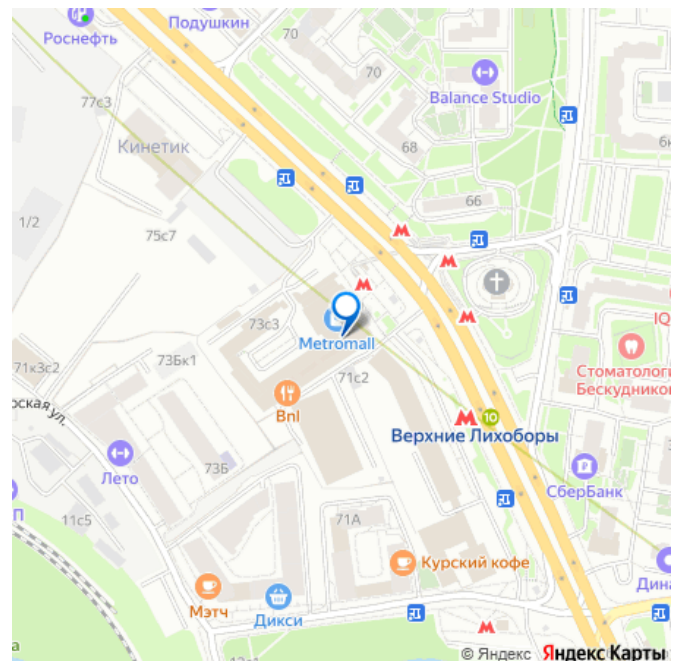 Роснефть
Подушкин
70
70
Balance Studio
77с3
Кинетик
68
6к
66
1/2
75с7
М
М
М
М
IQ
73с3
Metromall
Стоматологи
Бескудников
71к3с2
73Бк1
71с2
рская ул.
Bnl
М
10
Верхние Лихоборы
Лето
73Б
СберБанк
П
11с5
71А
Курский кофе
Дина
Мэтч
Дикси
М
а
© Яндекс Яндекс Карты